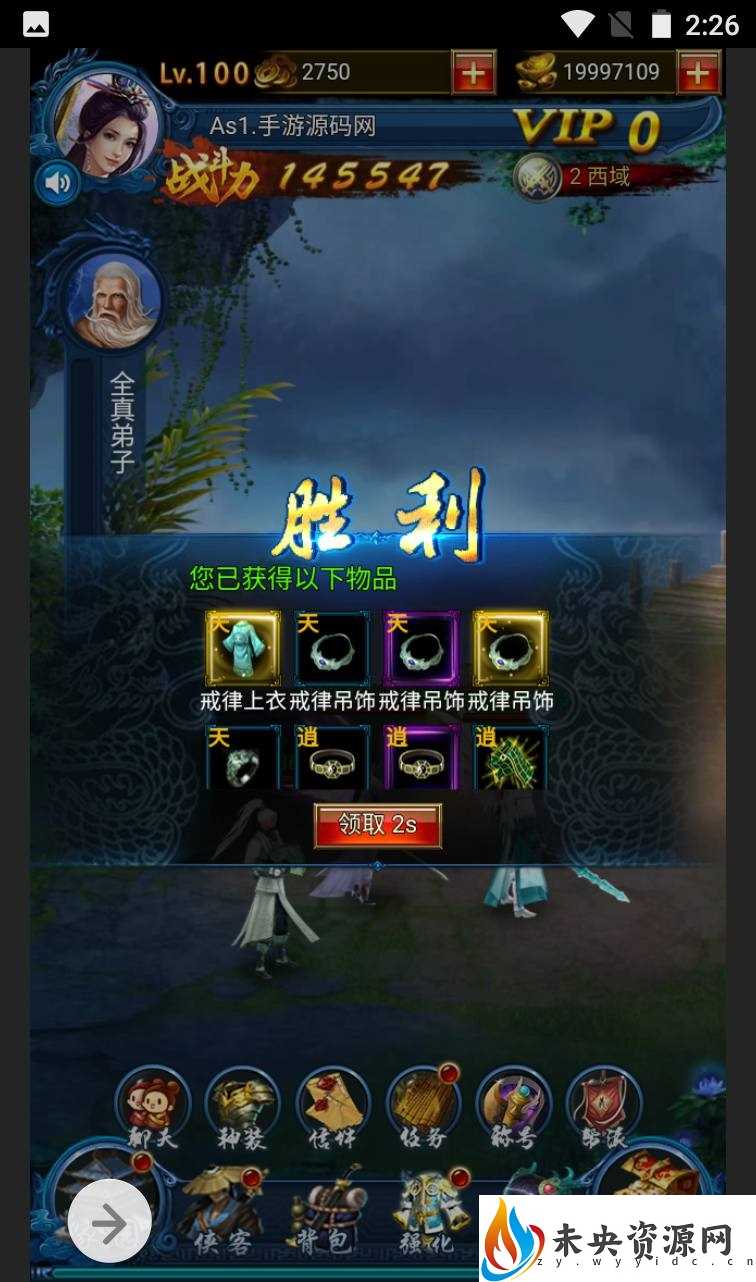 2:26
Lv.100
2750
19997109
As1.手游源码网
VIP 0
战斗力 145547
2 西域
全真弟子
胜利
您已获得以下物品
天 天 天 天
戒律上衣 戒律吊饰 戒律吊饰 戒律吊饰
天 逍 逍 逍
领取 2s
聊天 神装 信件 任务 称号 帮派
侠客 背包 强化
未央资源网
zy.wyyidc.cn